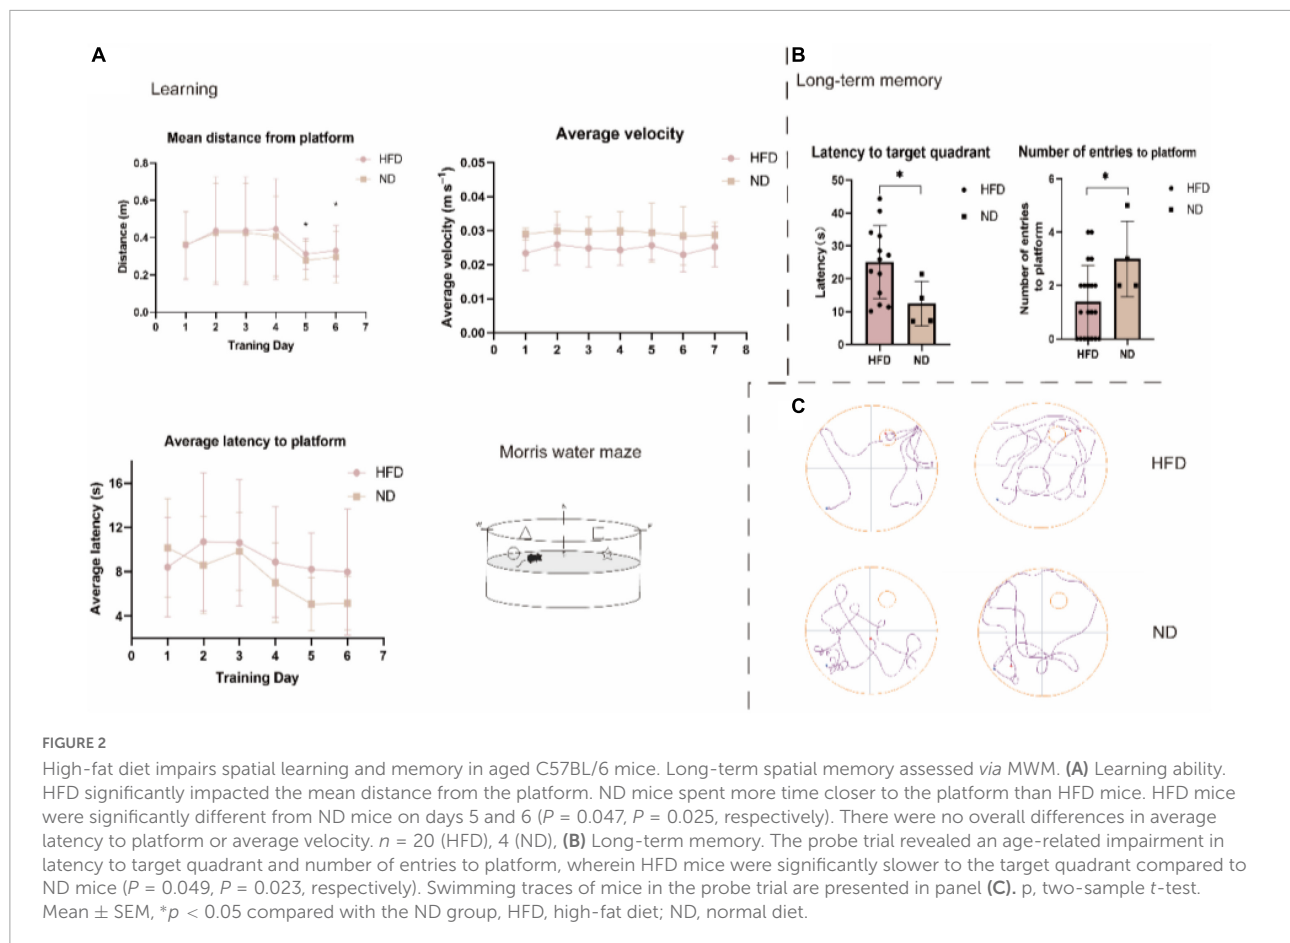 A
Learning
Mean distance from platform
HFD
ND
Distance (m)
0.8
0.6
0.4
0.2
0.0
* *
0 1 2 3 4 5 6 7
Traning Day
Average velocity
HFD
ND
Average velocity (m s⁻¹)
0.05
0.04
0.03
0.02
0.01
0.00
0 1 2 3 4 5 6 7 8
Average latency to platform
HFD
ND
Average latency (s)
16
12
8
4
0 1 2 3 4 5 6 7
Training Day
Morris water maze
B
Long-term memory
Latency to target quadrant
*
HFD
ND
Latency (s)
50
40
30
20
10
0
HFD ND
Number of entries to platform
*
HFD
ND
Number of entries
to platform
6
4
2
0
HFD ND
C
HFD
ND
FIGURE 2
High-fat diet impairs spatial learning and memory in aged C57BL/6 mice. Long-term spatial memory assessed via MWM. (A) Learning ability.
HFD significantly impacted the mean distance from the platform. ND mice spent more time closer to the platform than HFD mice. HFD mice
were significantly different from ND mice on days 5 and 6 (P = 0.047, P = 0.025, respectively). There were no overall differences in average
latency to platform or average velocity. n = 20 (HFD), 4 (ND), (B) Long-term memory. The probe trial revealed an age-related impairment in
latency to target quadrant and number of entries to platform, wherein HFD mice were significantly slower to the target quadrant compared to
ND mice (P = 0.049, P = 0.023, respectively). Swimming traces of mice in the probe trial are presented in panel (C). p, two-sample t-test.
Mean ± SEM, *p < 0.05 compared with the ND group, HFD, high-fat diet; ND, normal diet.